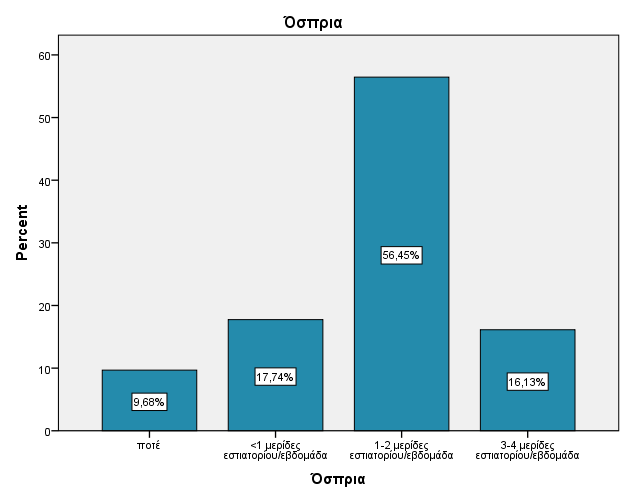 Όσπρια
Percent
60
50
40
30
20
10
0
9,68%
17,74%
56,45%
16,13%
ποτέ
<1 μερίδες
εστιατορίου/εβδομάδα
1-2 μερίδες
εστιατορίου/εβδομάδα
3-4 μερίδες
εστιατορίου/εβδομάδα
Όσπρια